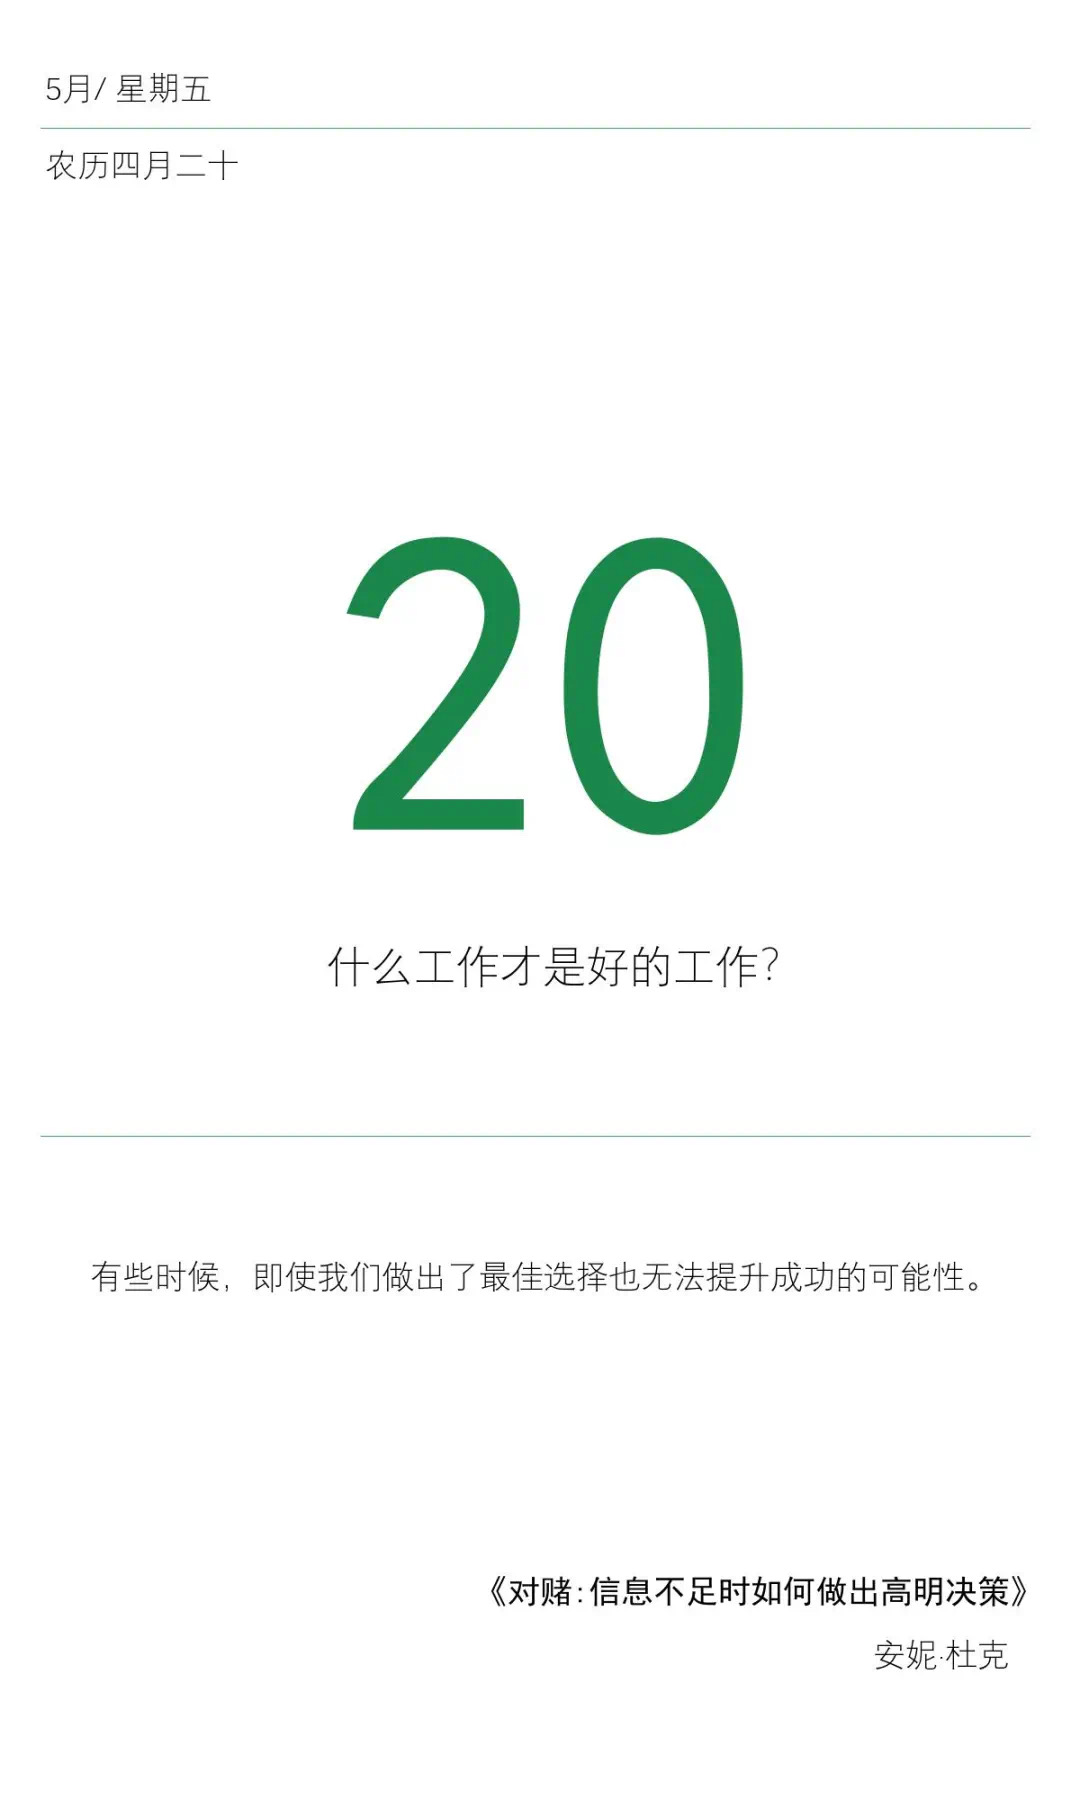 5月/ 星期五
农历四月二十
20
什么工作才是好的工作?
有些时候，即使我们做出了最佳选择也无法提升成功的可能性。
《对赌:信息不足时如何做出高明决策》
安妮·杜克